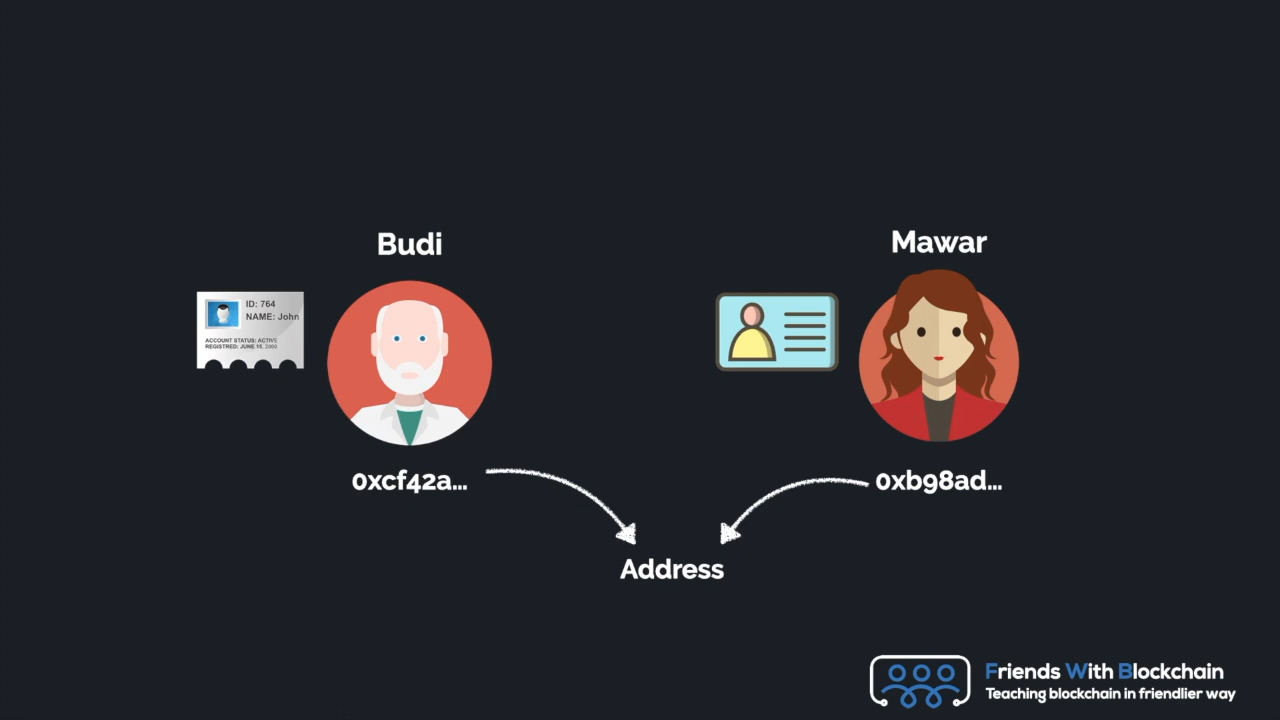 Budi
Mawar
ID: 764
NAME: John
ACCOUNT STATUS: ACTIVE
REGISTRED: JUNE 15, 2000
0xcf42a...
0xb98ad...
Address
Friends With Blockchain
Teaching blockchain in friendlier way